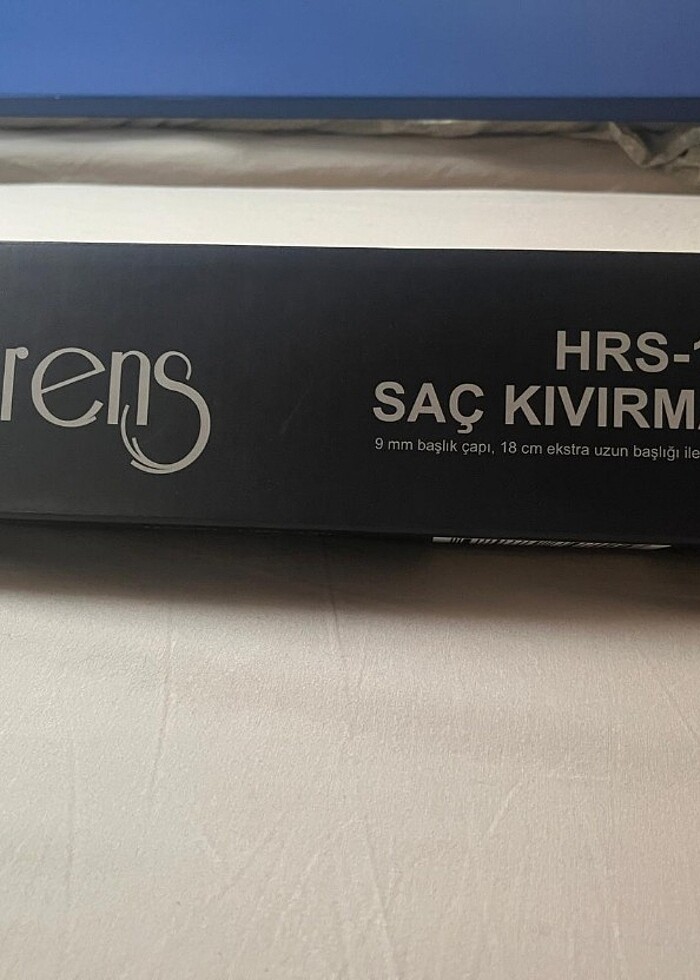 rens
HRS-1
SAÇ KIVIRMA
9 mm başlık çapı, 18 cm ekstra uzun başlığı ile